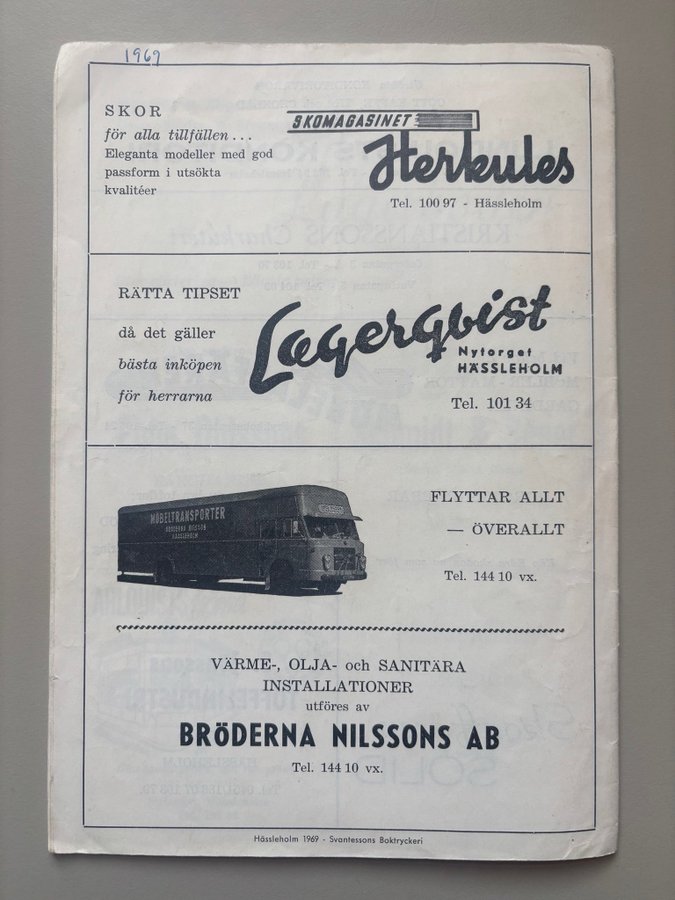 1969
SKOR
för alla tillfällen...
Eleganta modeller med god
passform i utsökta
kvalitéer
SKOMAGASINET
Herkules
Tel. 100 97 - Hässleholm
RÄTTA TIPSET
då det gäller
bästa inköpen
för herrarna
Lagerqvist
Nytorget
HÄSSLEHOLM
Tel. 101 34
MÖBELTRANSPORTER
BRÖDERNA NILSSON
HÄSSLEHOLM
FLYTTAR ALLT
— ÖVERALLT
Tel. 144 10 vx.
VÄRME-, OLJA- och SANITÄRA
INSTALLATIONER
utföres av
BRÖDERNA NILSSONS AB
Tel. 144 10 vx.
Hässleholm 1969 - Svantessons Boktryckeri